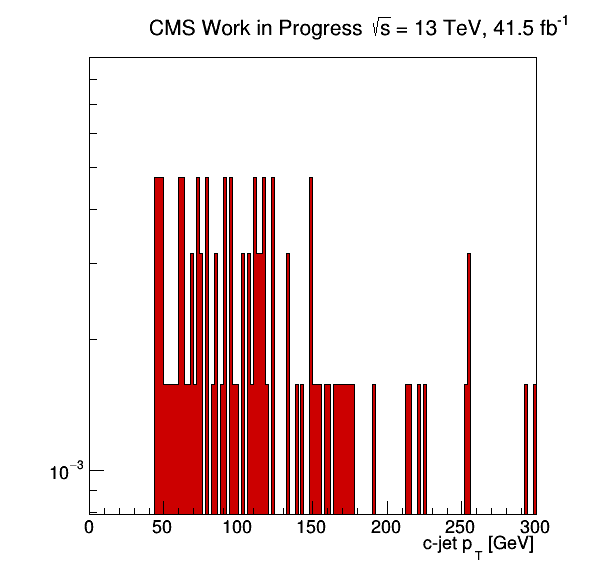 CMS Work in Progress √s = 13 TeV, 41.5 fb⁻¹
10⁻³
0 50 100 150 200 250 300
c-jet p_T [GeV]